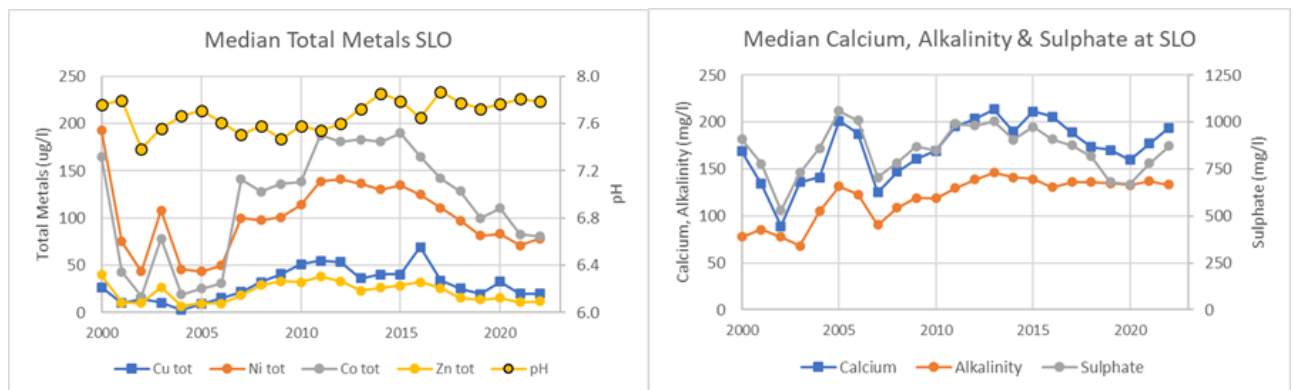 Median Total Metals SLO
250
200
150
100
50
0
Total Metals (ug/l)
8.0
7.6
7.2
6.8
6.4
6.0
pH
2000 2005 2010 2015 2020
Cu tot Ni tot Co tot Zn tot pH
Median Calcium, Alkalinity & Sulphate at SLO
250
200
150
100
50
0
Calcium, Alkalinity (mg/l)
1250
1000
750
500
250
0
Sulphate (mg/l)
2000 2005 2010 2015 2020
Calcium Alkalinity Sulphate